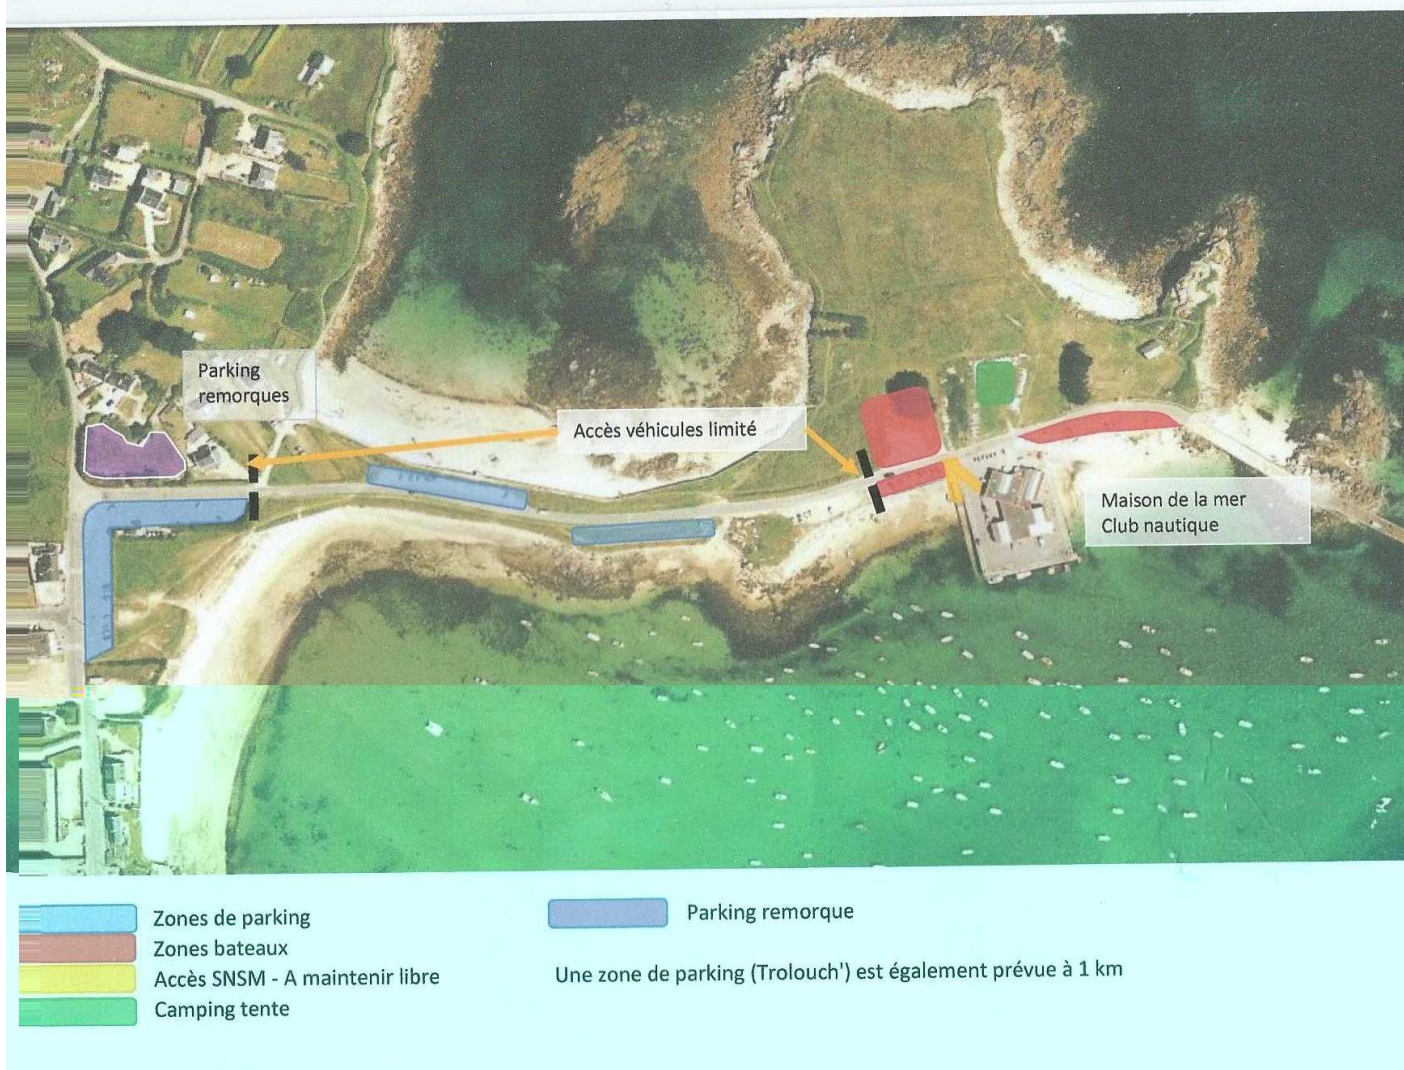 Parking
remorques
Accès véhicules limité
Maison de la mer
Club nautique
Zones de parking
Zones bateaux
Accès SNSM - A maintenir libre
Camping tente
Parking remorque
Une zone de parking (Trolouch') est également prévue à 1 km